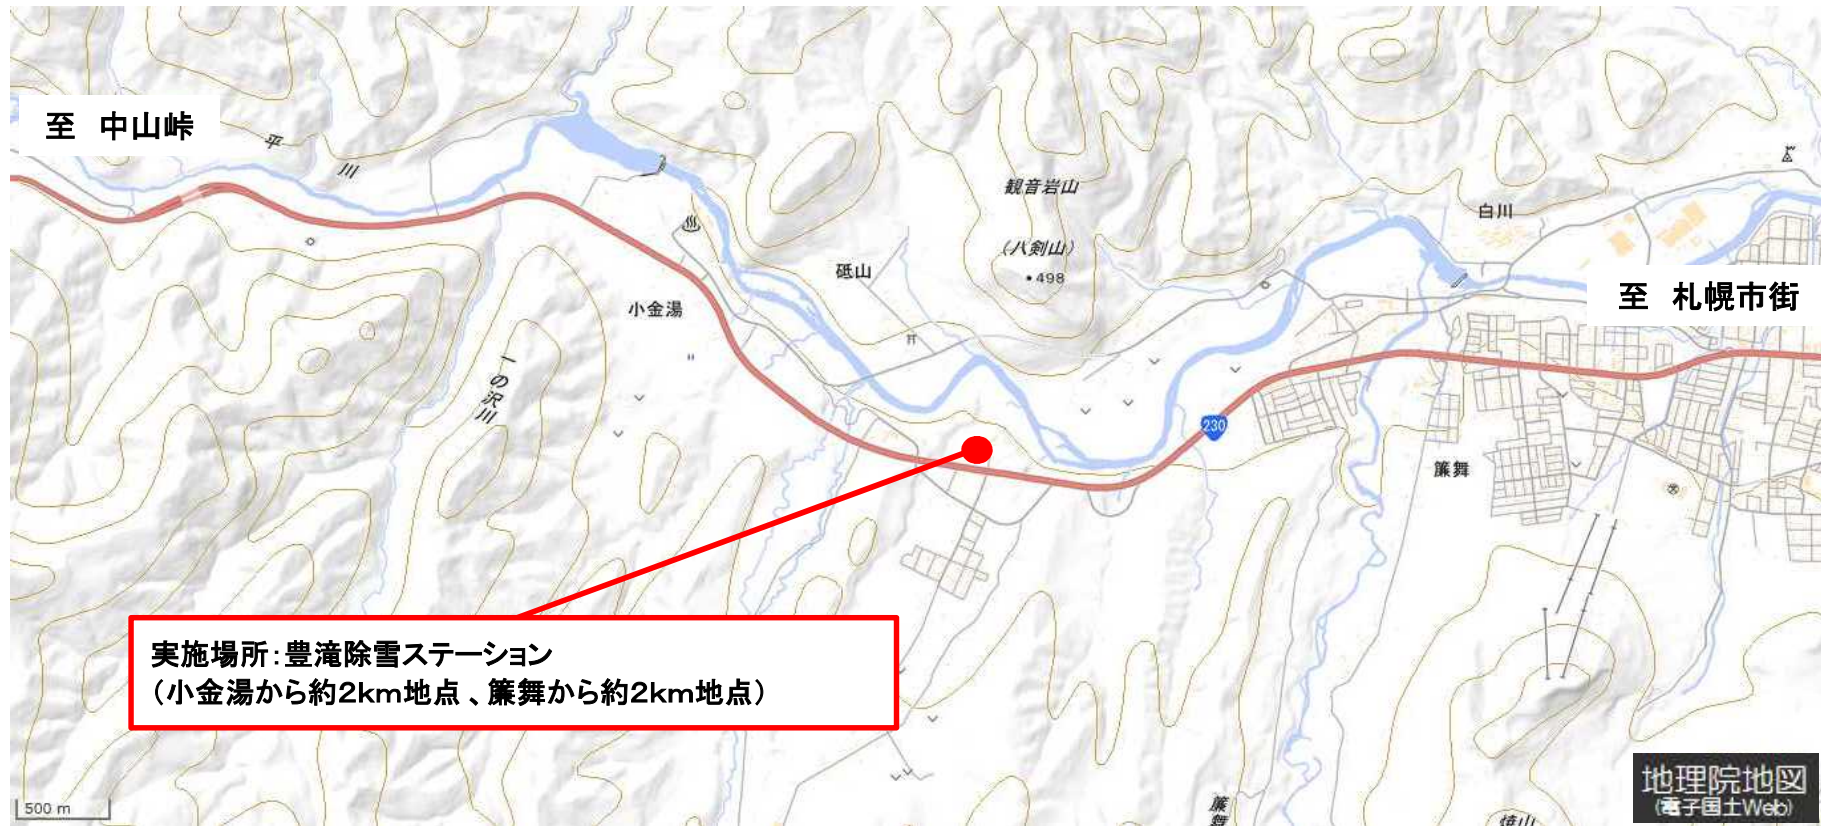 至 中山峠
平
川
観音岩山
(八剣山)
・498
白川
砥山
至 札幌市街
小金湯
一の沢川
230
簾舞
実施場所:豊滝除雪ステーション
(小金湯から約2km地点、簾舞から約2km地点)
500 m
簾舞
焼山
地理院地図
(電子国土Web)